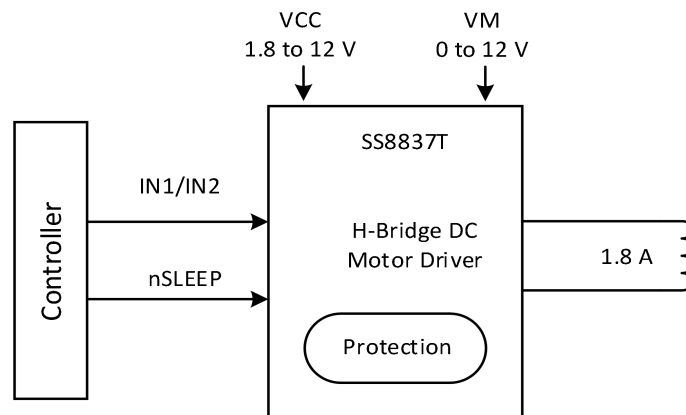 VCC
1.8 to 12 V
VM
0 to 12 V
SS8837T
Controller
IN1/IN2
nSLEEP
H-Bridge DC
Motor Driver
1.8 A
Protection